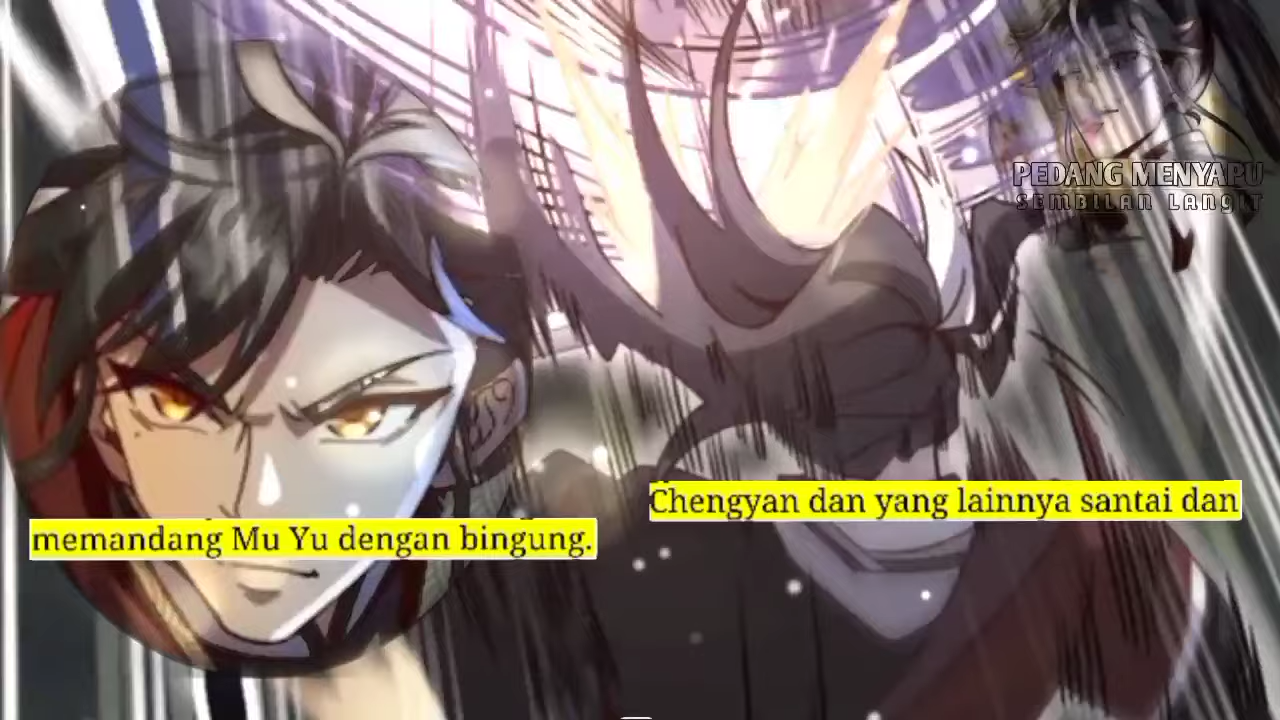 PEDANG MENYAPU
SEMBILAN LANGIT
Chengyan dan yang lainnya santai dan
memandang Mu Yu dengan bingung.